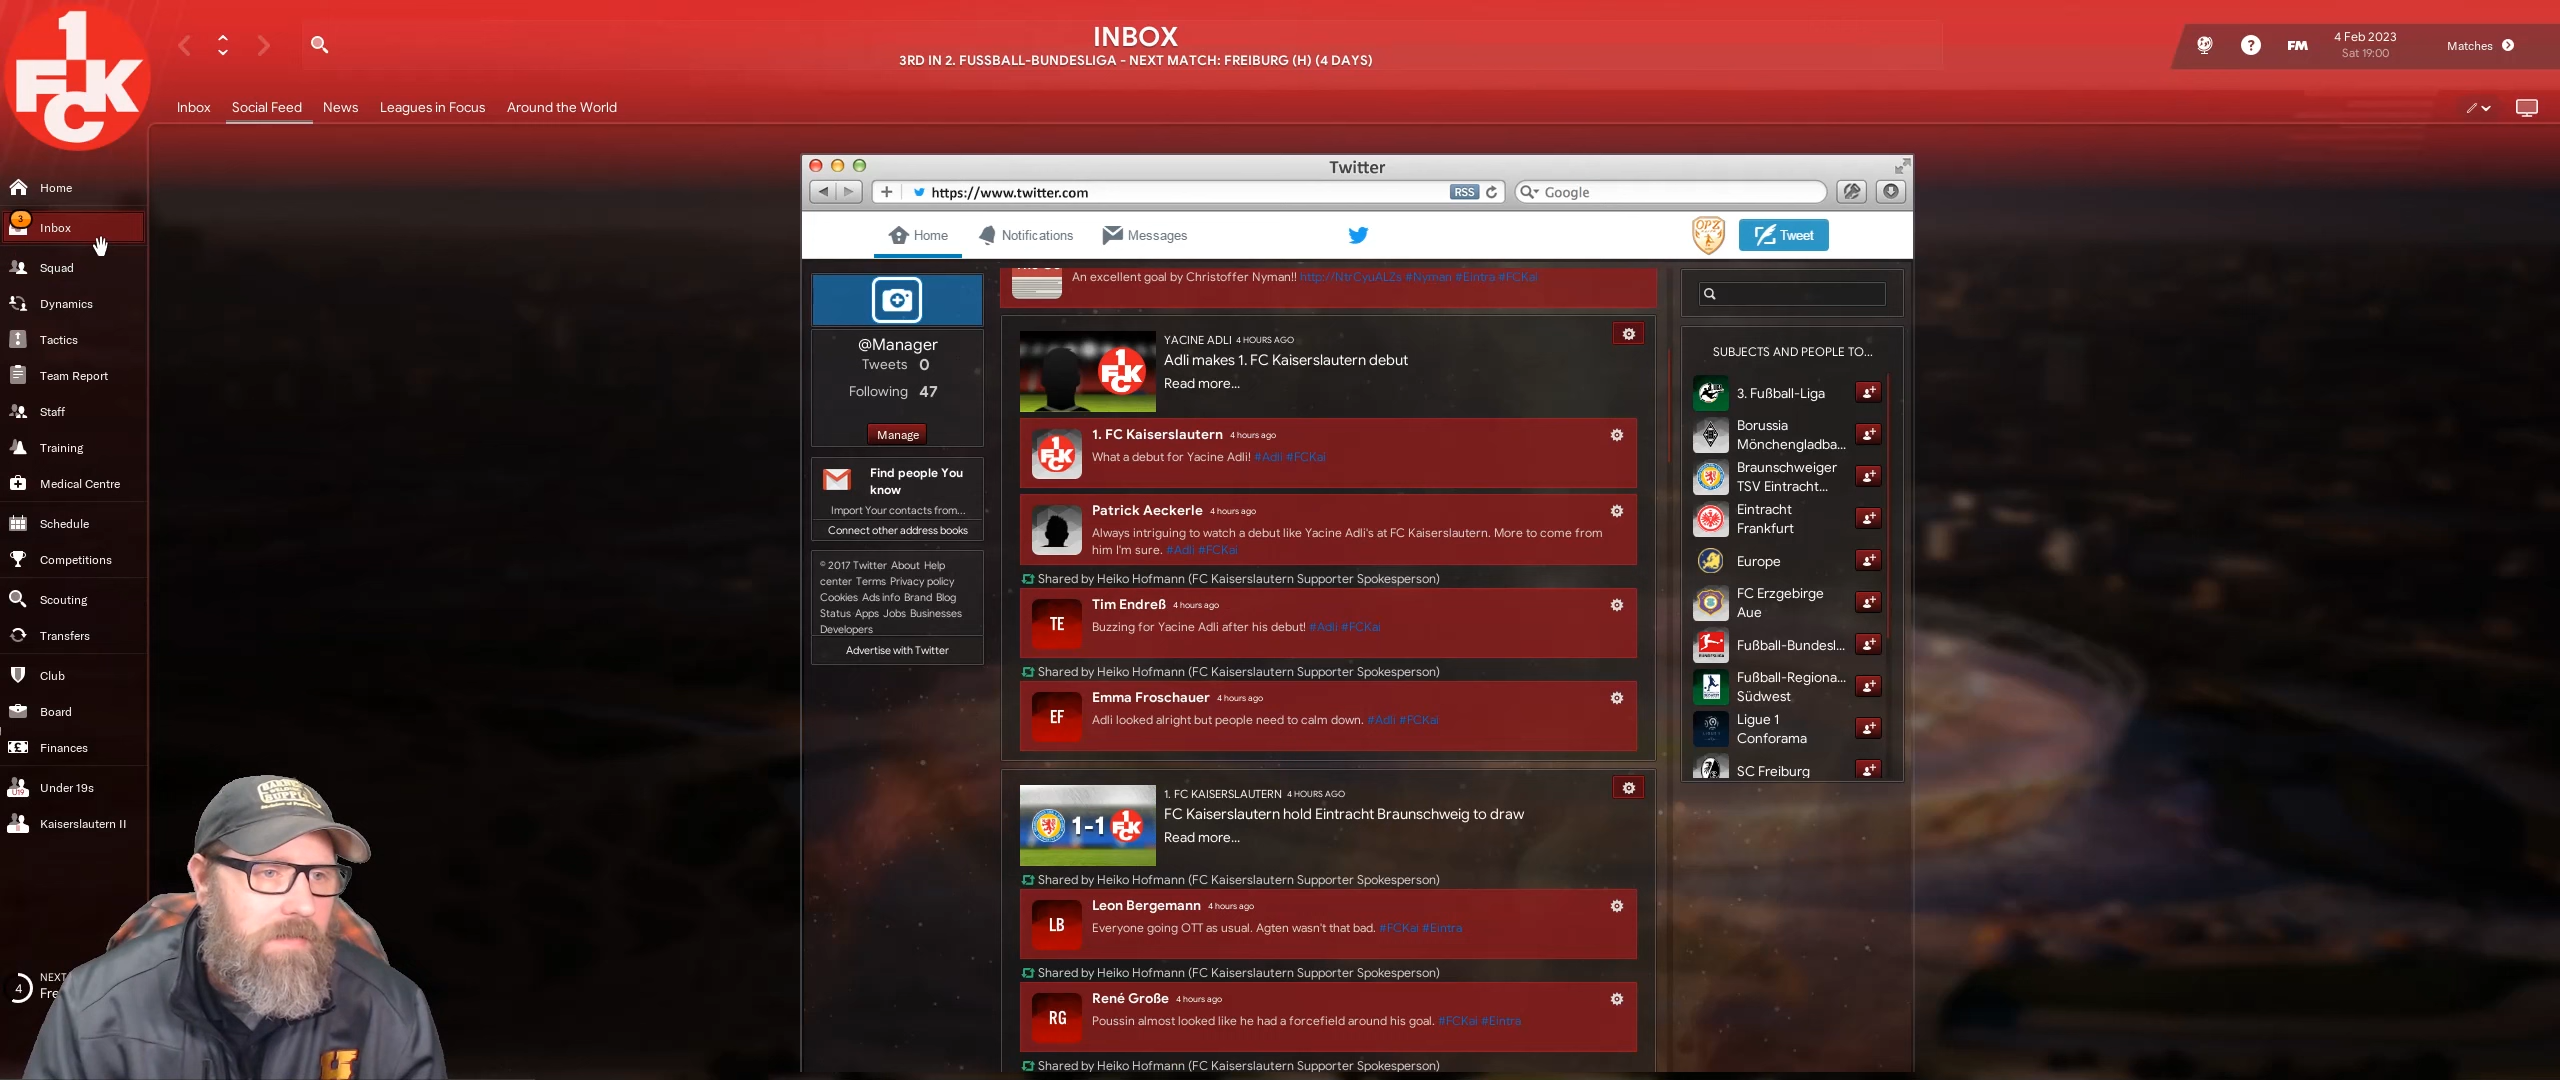 INBOX
3RD IN 2. FUSSBALL-BUNDESLIGA - NEXT MATCH: FREIBURG (H) (4 DAYS)
FM
4 Feb 2023
Sat 19:00
Matches
1
FCK
Inbox
Social Feed
News
Leagues in Focus
Around the World
Home
3
Inbox
Squad
Dynamics
Tactics
Team Report
Staff
Training
Medical Centre
Schedule
Competitions
Scouting
Transfers
Club
Board
Finances
Under 19s
Kaiserslautern II
4
NEXT
Fre
Twitter
https://www.twitter.com
RSS
Google
Home
Notifications
Messages
OPZ
Tweet
@Manager
Tweets 0
Following 47
Manage
Find people You
know
Import Your contacts from...
Connect other address books
© 2017 Twitter About Help
center Terms Privacy policy
Cookies Ads info Brand Blog
Status Apps Jobs Businesses
Developers
Advertise with Twitter
An excellent goal by Christoffer Nyman!! http://NtrCyuALZs #Nyman #Eintra #FCKai
YACINE ADLI 4 HOURS AGO
Adli makes 1. FC Kaiserslautern debut
Read more...
1. FC Kaiserslautern 4 hours ago
What a debut for Yacine Adli! #Adli #FCKai
Patrick Aeckerle 4 hours ago
Always intriguing to watch a debut like Yacine Adli's at FC Kaiserslautern. More to come from
him I'm sure. #Adli #FCKai
Shared by Heiko Hofmann (FC Kaiserslautern Supporter Spokesperson)
TE
Tim Endreß 4 hours ago
Buzzing for Yacine Adli after his debut! #Adli #FCKai
Shared by Heiko Hofmann (FC Kaiserslautern Supporter Spokesperson)
EF
Emma Froschauer 4 hours ago
Adli looked alright but people need to calm down. #Adli #FCKai
1-1
1. FC KAISERSLAUTERN 4 HOURS AGO
FC Kaiserslautern hold Eintracht Braunschweig to draw
Read more...
Shared by Heiko Hofmann (FC Kaiserslautern Supporter Spokesperson)
LB
Leon Bergemann 4 hours ago
Everyone going OTT as usual. Agten wasn't that bad. #FCKai #Eintra
Shared by Heiko Hofmann (FC Kaiserslautern Supporter Spokesperson)
RG
René Große 4 hours ago
Poussin almost looked like he had a forcefield around his goal. #FCKai #Eintra
Shared by Heiko Hofmann (FC Kaiserslautern Supporter Spokesperson)
SUBJECTS AND PEOPLE TO...
3. Fußball-Liga
Borussia
Mönchengladba...
Braunschweiger
TSV Eintracht...
Eintracht
Frankfurt
Europe
FC Erzgebirge
Aue
Fußball-Bundesl...
Fußball-Regiona...
Südwest
Ligue 1
Conforama
SC Freiburg